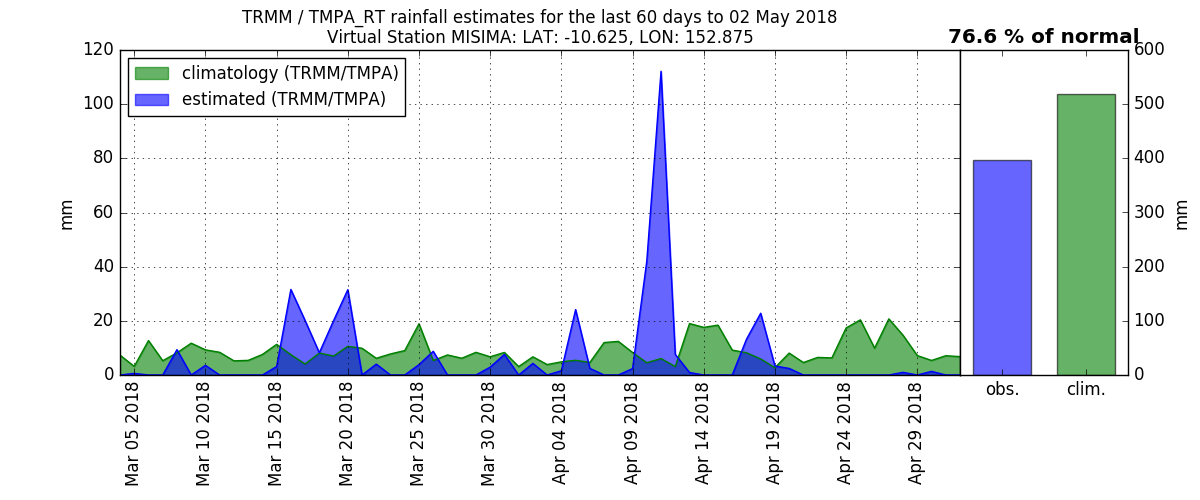 TRMM / TMPA_RT rainfall estimates for the last 60 days to 02 May 2018
Virtual Station MISIMA: LAT: -10.625, LON: 152.875
76.6 % of normal
climatology (TRMM/TMPA)
estimated (TRMM/TMPA)
mm
120
100
80
60
40
20
0
Mar 05 2018
Mar 10 2018
Mar 15 2018
Mar 20 2018
Mar 25 2018
Mar 30 2018
Apr 04 2018
Apr 09 2018
Apr 14 2018
Apr 19 2018
Apr 24 2018
Apr 29 2018
obs.
clim.
600
500
400
300
200
100
0
mm